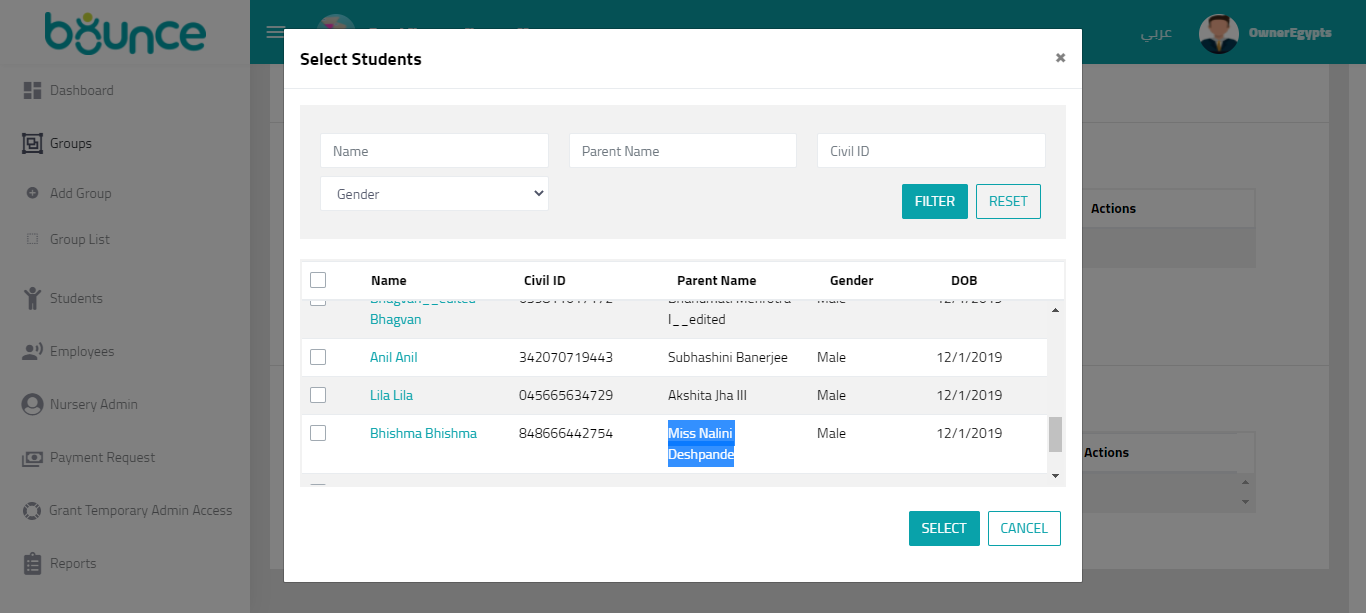 bounce
عربي
OwnerEgypts
Dashboard
Groups
Add Group
Group List
Students
Employees
Nursery Admin
Payment Request
Grant Temporary Admin Access
Reports
Select Students
×
Name
Parent Name
Civil ID
Gender
FILTER
RESET
Name Civil ID Parent Name Gender DOB
Bhagvan__edited Male 12/1/2019
Bhagvan I__edited
Anil Anil 342070719443 Subhashini Banerjee Male 12/1/2019
Lila Lila 045665634729 Akshita Jha III Male 12/1/2019
Bhishma Bhishma 848666442754 Miss Nalini Male 12/1/2019
Deshpande
SELECT
CANCEL
Actions
Actions